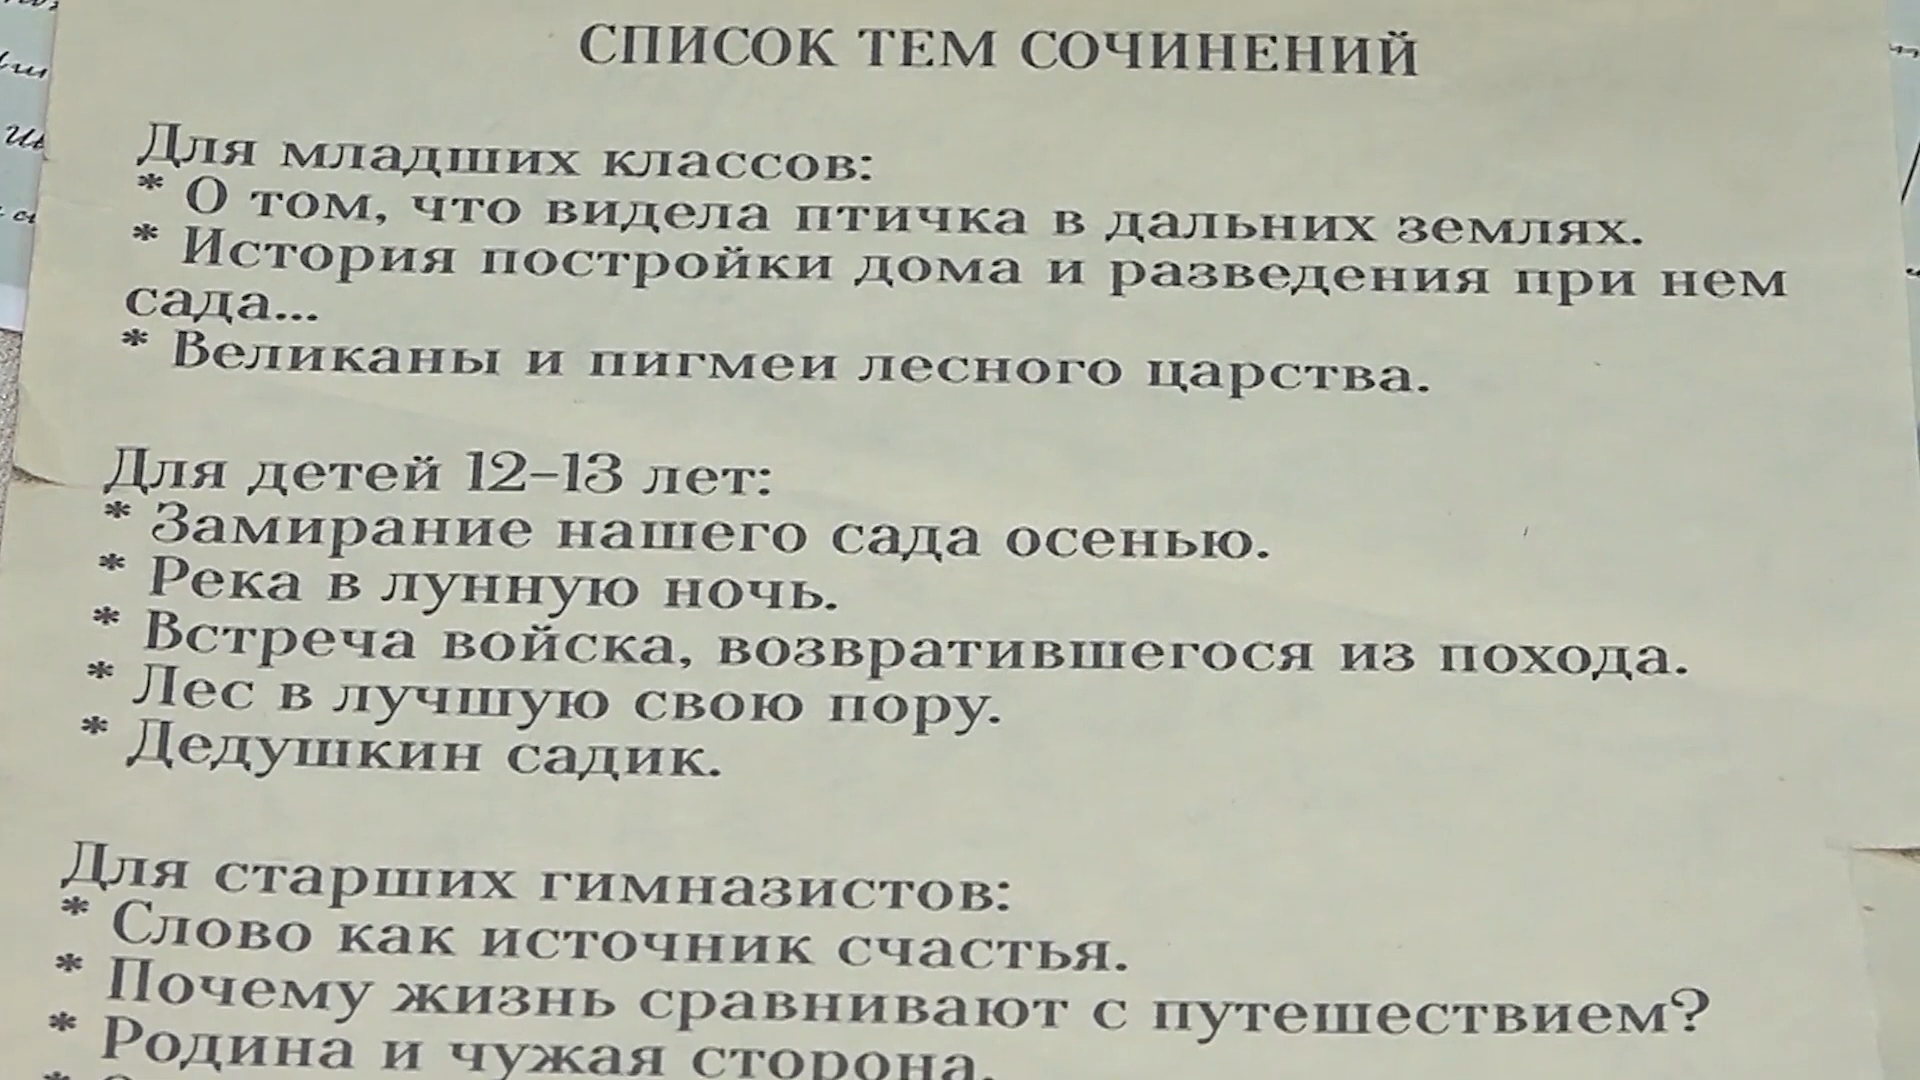 СПИСОК ТЕМ СОЧИНЕНИЙ
Для младших классов:
* О том, что видела птичка в дальних землях.
* История постройки дома и разведения при нем
сада...
* Великаны и пигмеи лесного царства.
Для детей 12-13 лет:
* Замирание нашего сада осенью.
* Река в лунную ночь.
* Встреча войска, возвратившегося из похода.
* Лес в лучшую свою пору.
* Дедушкин садик.
Для старших гимназистов:
* Слово как источник счастья.
* Почему жизнь сравнивают с путешествием?
* Родина и чужая сторона.